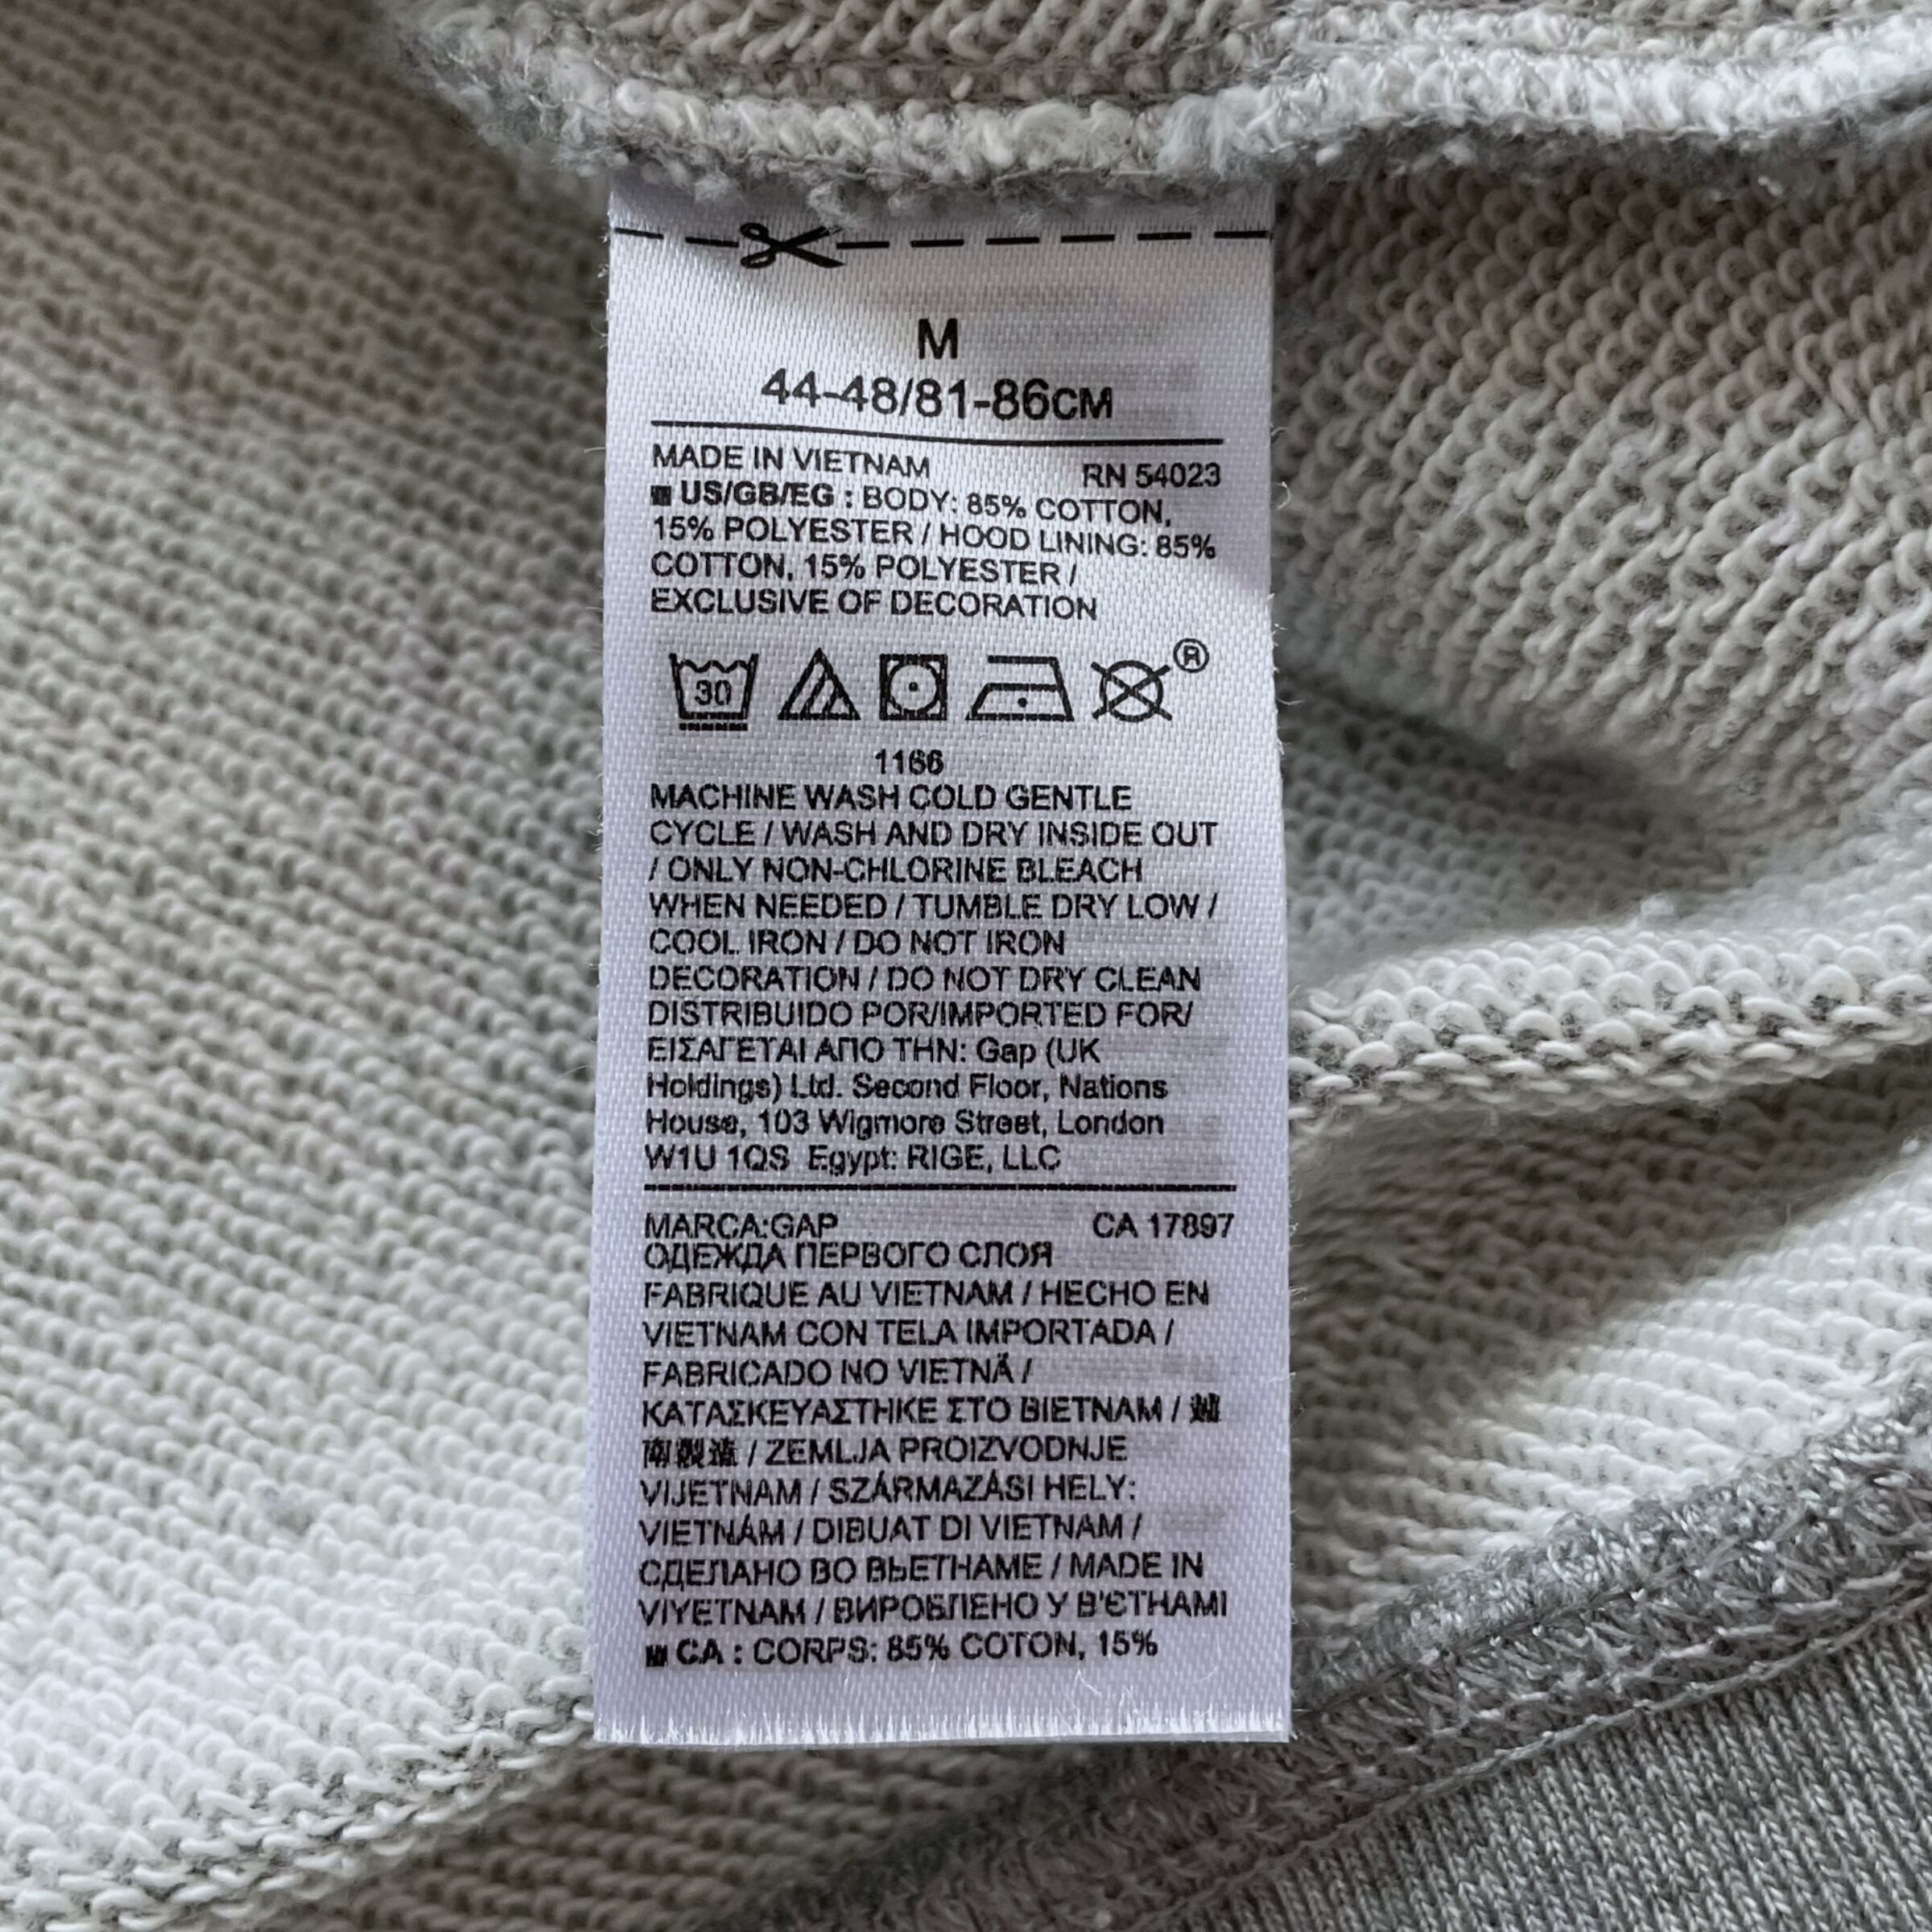 M
44-48/81-86CM
MADE IN VIETNAM RN 54023
US/GB/EG : BODY: 85% COTTON,
15% POLYESTER / HOOD LINING: 85%
COTTON, 15% POLYESTER /
EXCLUSIVE OF DECORATION
30 ®
1166
MACHINE WASH COLD GENTLE
CYCLE / WASH AND DRY INSIDE OUT
/ ONLY NON-CHLORINE BLEACH
WHEN NEEDED / TUMBLE DRY LOW /
COOL IRON / DO NOT IRON
DECORATION / DO NOT DRY CLEAN
DISTRIBUIDO POR/IMPORTED FOR/
ΕΙΣΑΓΕΤΑΙ ΑΠΟ ΤΗΝ: Gap (UK
Holdings) Ltd. Second Floor, Nations
House, 103 Wigmore Street, London
W1U 1QS Egypt: RIGE, LLC
MARCA:GAP CA 17897
ОДЕЖДА ПЕРВОГО СЛОЯ
FABRIQUE AU VIETNAM / HECHO EN
VIETNAM CON TELA IMPORTADA /
FABRICADO NO VIETNÃ /
ΚΑΤΑΣΚΕΥΑΣΤΗΚΕ ΣΤΟ ΒΙΕΤΝΑΜ / 越
南製造 / ZEMLJA PROIZVODNJE
VIJETNAM / SZÁRMAZÁSI HELY:
VIETNÁM / DIBUAT DI VIETNAM /
СДЕЛАНО ВО ВЬЕТНАМЕ / MADE IN
VIYETNAM / ВИРОБЛЕНО У В'ЄТНАМІ
CA : CORPS: 85% COTON, 15%